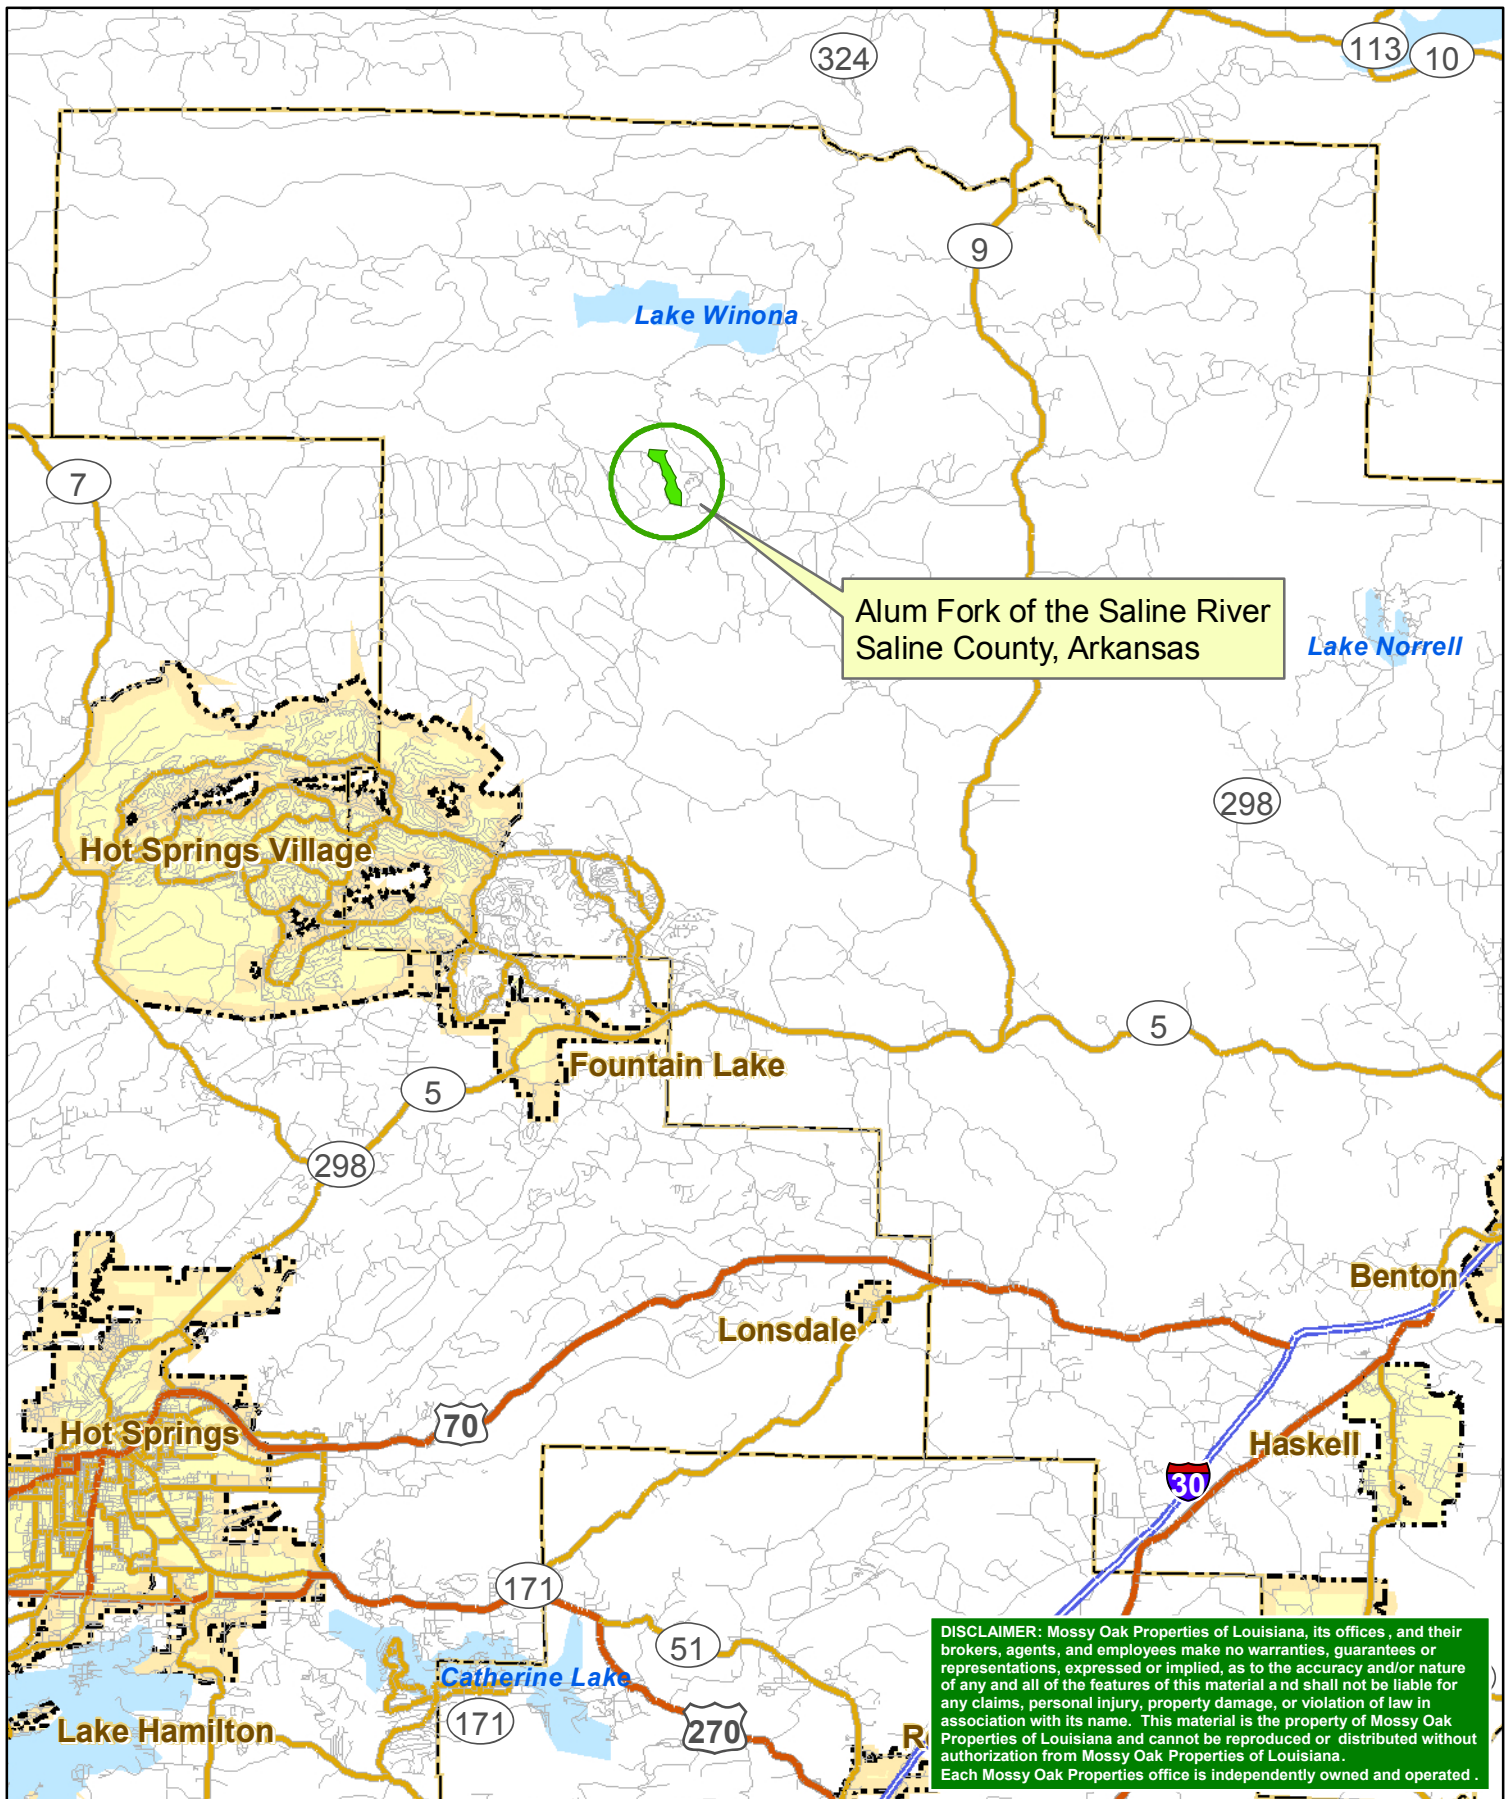 324
113
10
9
Lake Winona
7
Alum Fork of the Saline River
Saline County, Arkansas
Lake Norrell
298
Hot Springs Village
5
Fountain Lake
5
298
Benton
Lonsdale
70
Hot Springs
Haskell
30
171
51
Catherine Lake
171
270
Lake Hamilton
DISCLAIMER: Mossy Oak Properties of Louisiana, its offices, and their
brokers, agents, and employees make no warranties, guarantees or
representations, expressed or implied, as to the accuracy and/or nature
of any and all of the features of this material and shall not be liable for
any claims, personal injury, property damage, or violation of law in
association with its name. This material is the property of Mossy Oak
Properties of Louisiana and cannot be reproduced or distributed without
authorization from Mossy Oak Properties of Louisiana.
Each Mossy Oak Properties office is independently owned and operated.